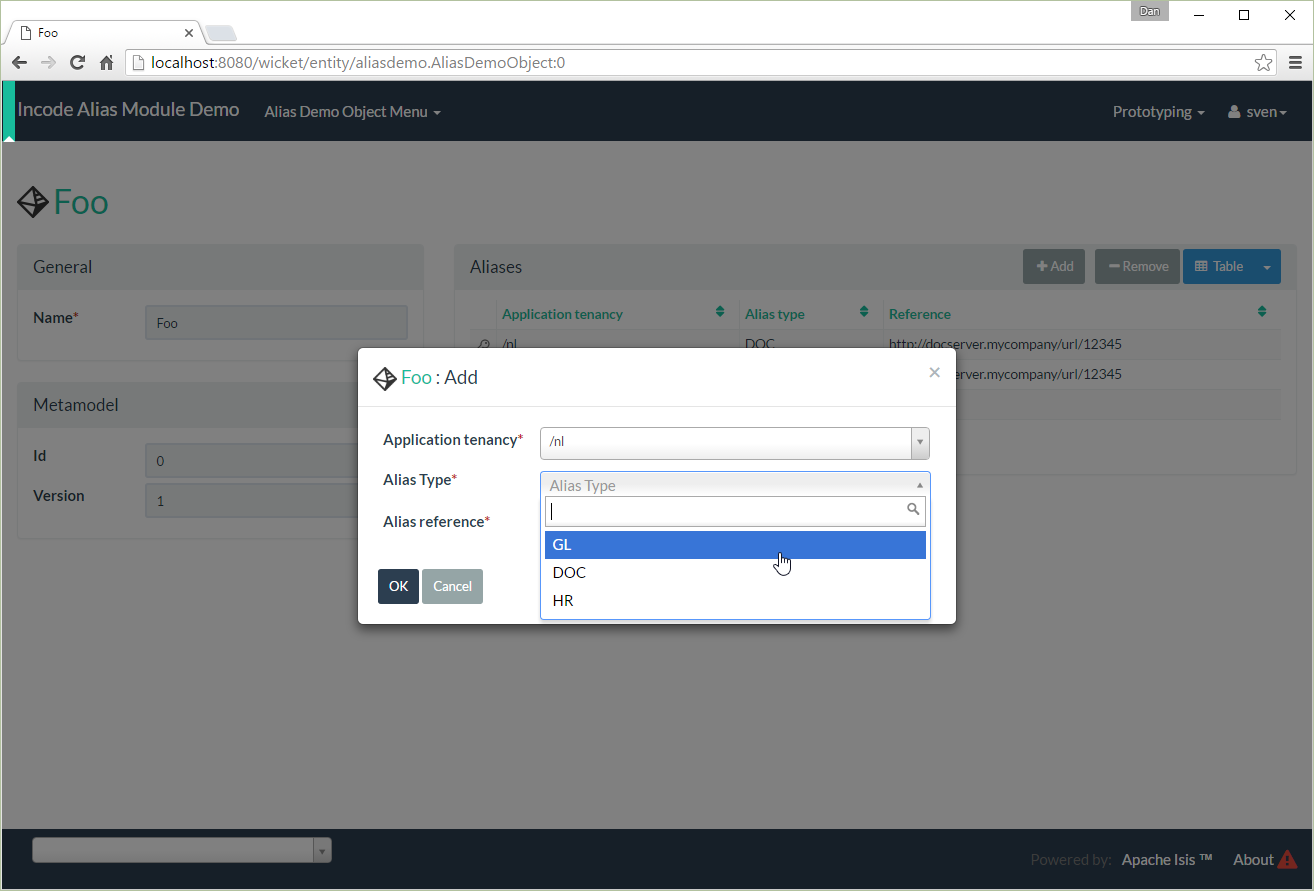 Dan
Foo
localhost:8080/wicket/entity/aliasdemo.AliasDemoObject:0
Incode Alias Module Demo Alias Demo Object Menu Prototyping sven
Foo
General
Name* Foo
Metamodel
Id 0
Version 1
Aliases Add Remove Table
Application tenancy Alias type Reference
/nl DOC http://docserver.mycompany/url/12345
erver.mycompany/url/12345
Foo : Add ×
Application tenancy* /nl
Alias Type* Alias Type
Alias reference*
GL
DOC
HR
OK Cancel
Powered by: Apache Isis ™ About